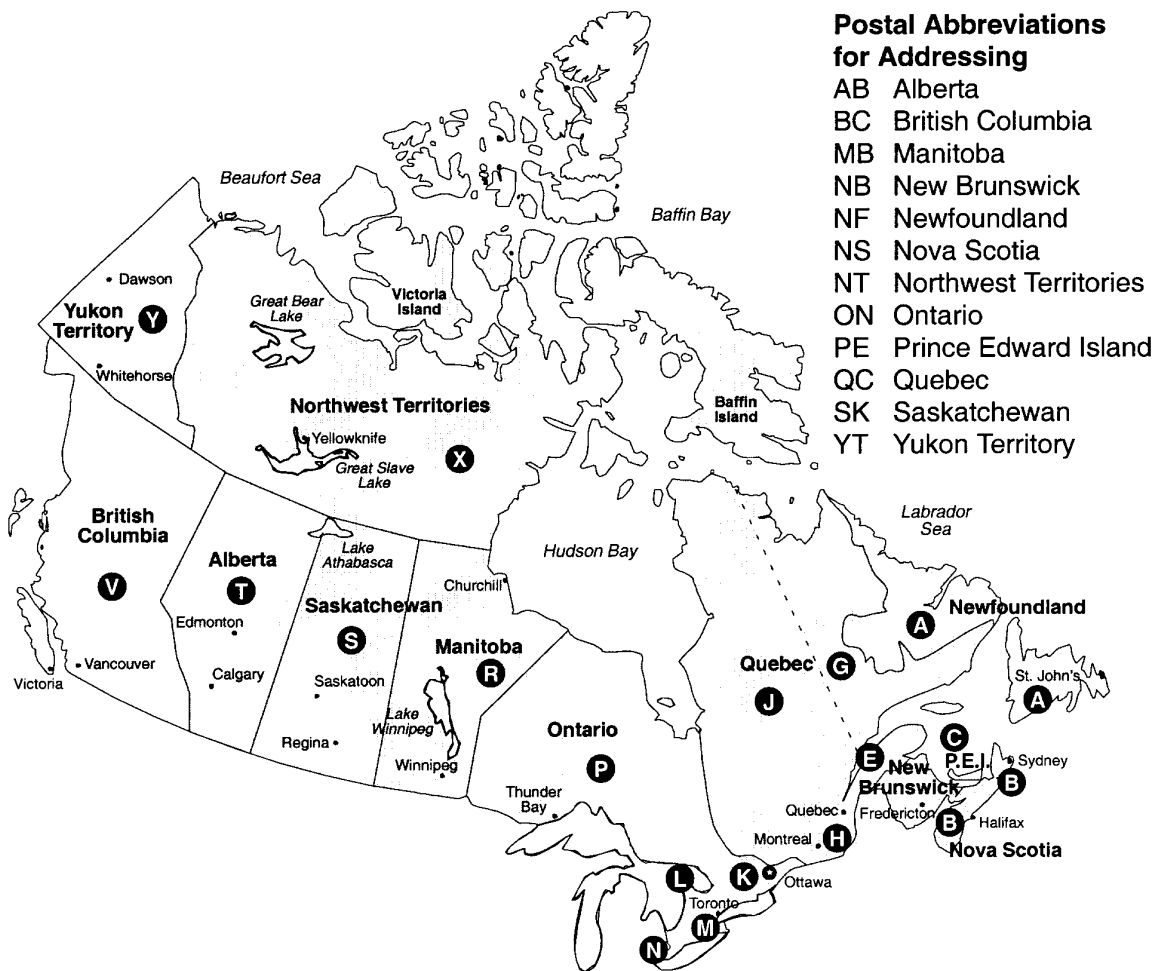 Postal Abbreviations
for Addressing
AB Alberta
BC British Columbia
MB Manitoba
NB New Brunswick
NF Newfoundland
NS Nova Scotia
NT Northwest Territories
ON Ontario
PE Prince Edward Island
QC Quebec
SK Saskatchewan
YT Yukon Territory
Beaufort Sea
Baffin Bay
Dawson
Yukon
Territory
Y
Whitehorse
Great Bear
Lake
Victoria
Island
Northwest Territories
Yellowknife
Great Slave
Lake
X
Baffin
Island
Labrador
Sea
Hudson Bay
British
Columbia
V
Vancouver
Victoria
Alberta
T
Edmonton
Calgary
Lake
Athabasca
Saskatchewan
S
Saskatoon
Regina
Churchill
Manitoba
R
Lake
Winnipeg
Winnipeg
Ontario
P
Thunder
Bay
Quebec
G
J
Newfoundland
A
St. John's
A
C
P.E.I.
Sydney
B
E
New
Brunswick
Fredericton
B
Halifax
Nova Scotia
Quebec
Montreal
H
L
K
Ottawa
Toronto
M
N